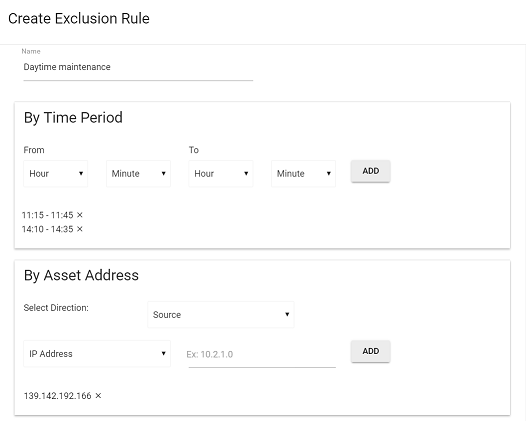 Create Exclusion Rule
Name
Daytime maintenance
By Time Period
From To
Hour Minute Hour Minute ADD
11:15 - 11:45 ×
14:10 - 14:35 ×
By Asset Address
Select Direction: Source
IP Address Ex: 10.2.1.0 ADD
139.142.192.166 ×